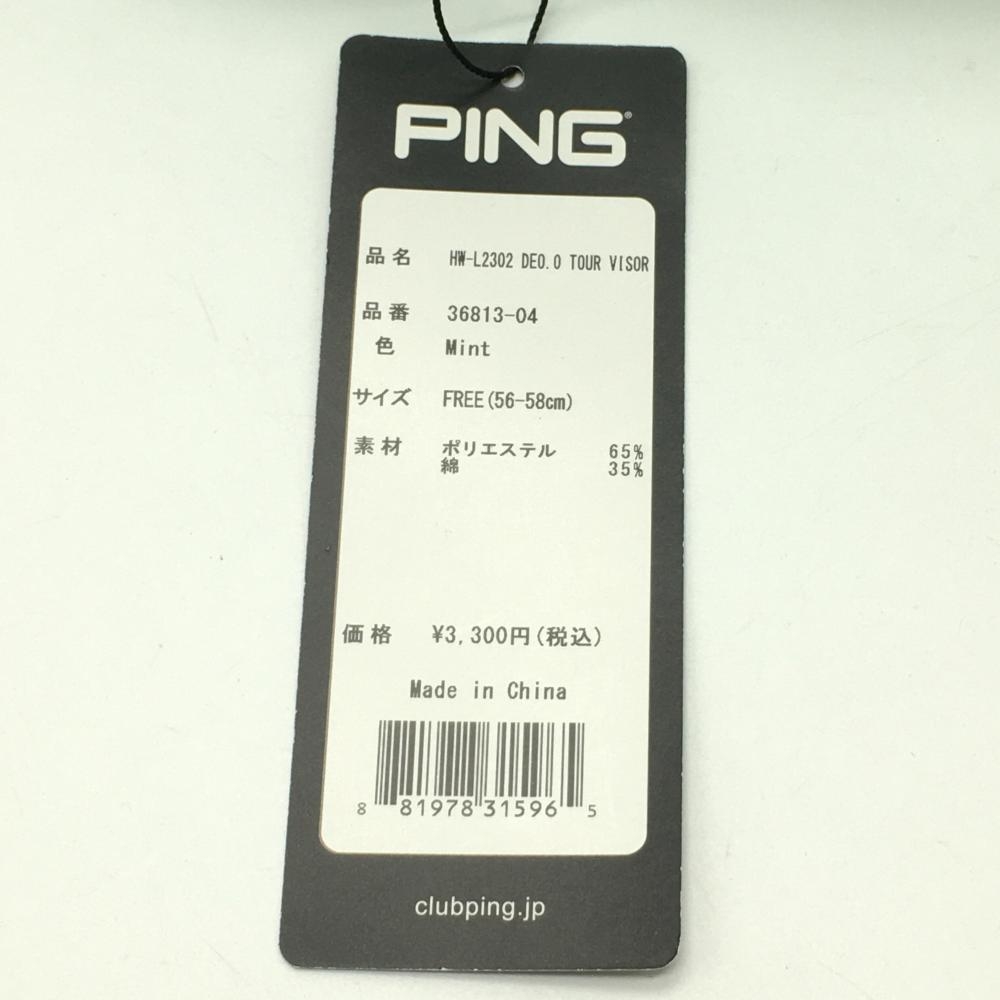 PING®
品名 HW-L2302 DEO.O TOUR VISOR
品番 36813-04
色 Mint
サイズ FREE(56-58cm)
素材 ポリエステル 65%
綿 35%
価格 ¥3,300円(税込)
Made in China
8 81978 31596 5
clubping.jp